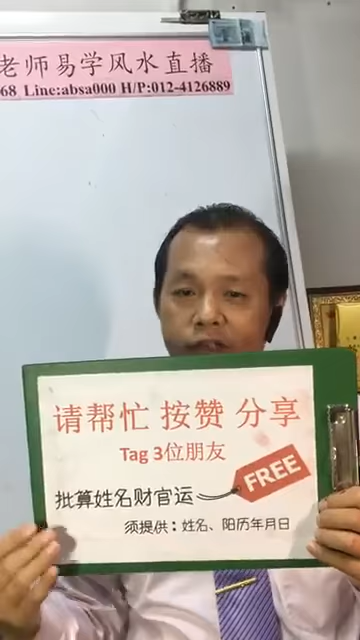 老师易学风水直播
68 Line:absa000 H/P:012-4126889
请帮忙 按赞 分享
Tag 3位朋友
批算姓名财官运
FREE
须提供：姓名、阳历年月日